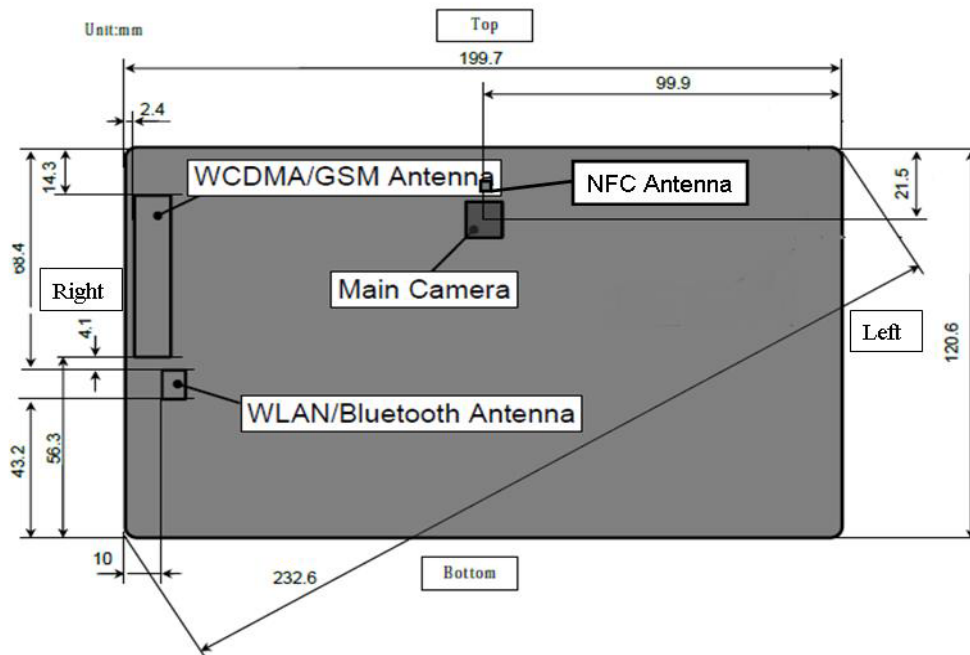 Unit:mm
Top
199.7
99.9
2.4
14.3
WCDMA/GSM Antenna
NFC Antenna
21.5
68.4
Right
Main Camera
4.1
Left
120.6
WLAN/Bluetooth Antenna
43.2
56.3
10
232.6
Bottom